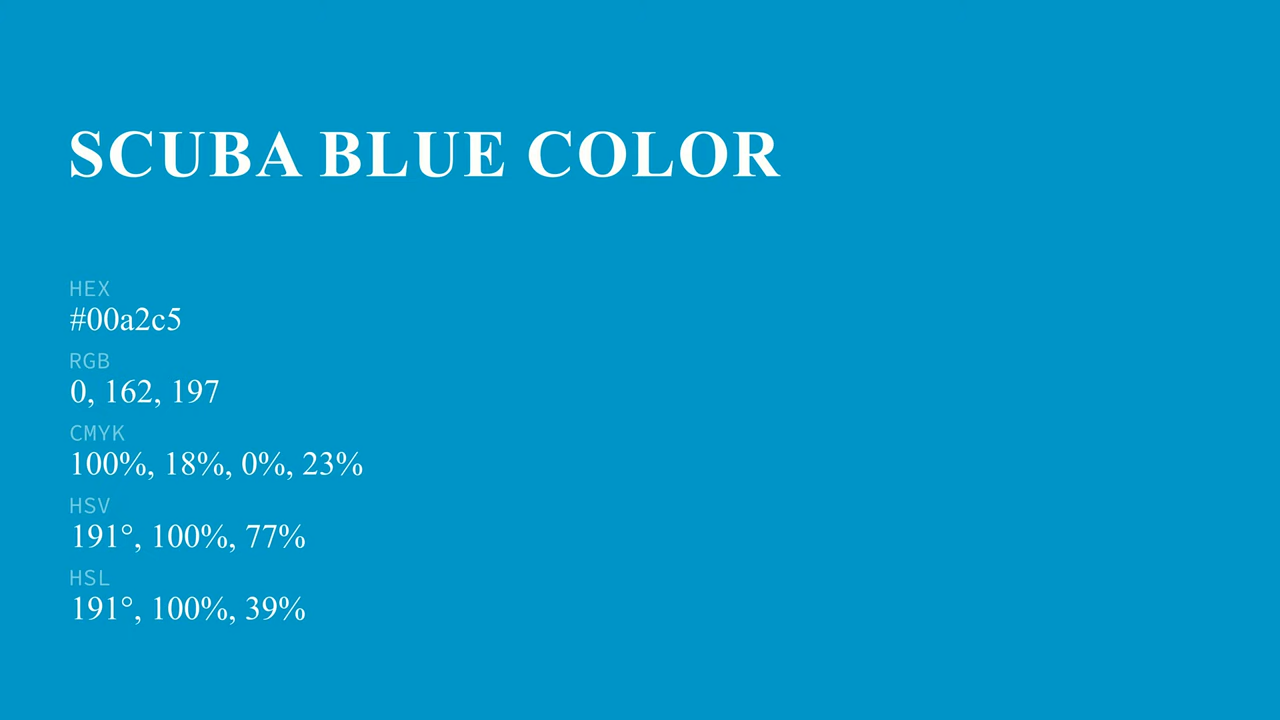 SCUBA BLUE COLOR
HEX
#00a2c5
RGB
0, 162, 197
CMYK
100%, 18%, 0%, 23%
HSV
191°, 100%, 77%
HSL
191°, 100%, 39%